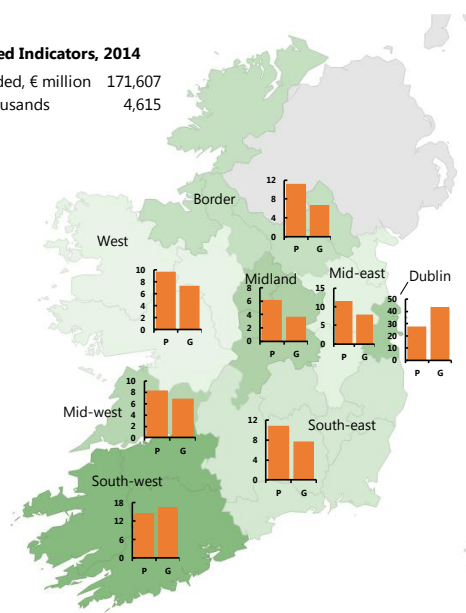 Indicators, 2014
€ million 171,607
4,615
Border
12
8
4
0
P G
West
10
8
6
4
2
0
P G
Midland
8
6
4
2
0
P G
Mid-east
15
10
5
0
P G
Dublin
50
40
30
20
10
0
P G
Mid-west
10
8
6
4
2
0
P G
South-east
12
8
4
0
P G
South-west
18
12
6
0
P G